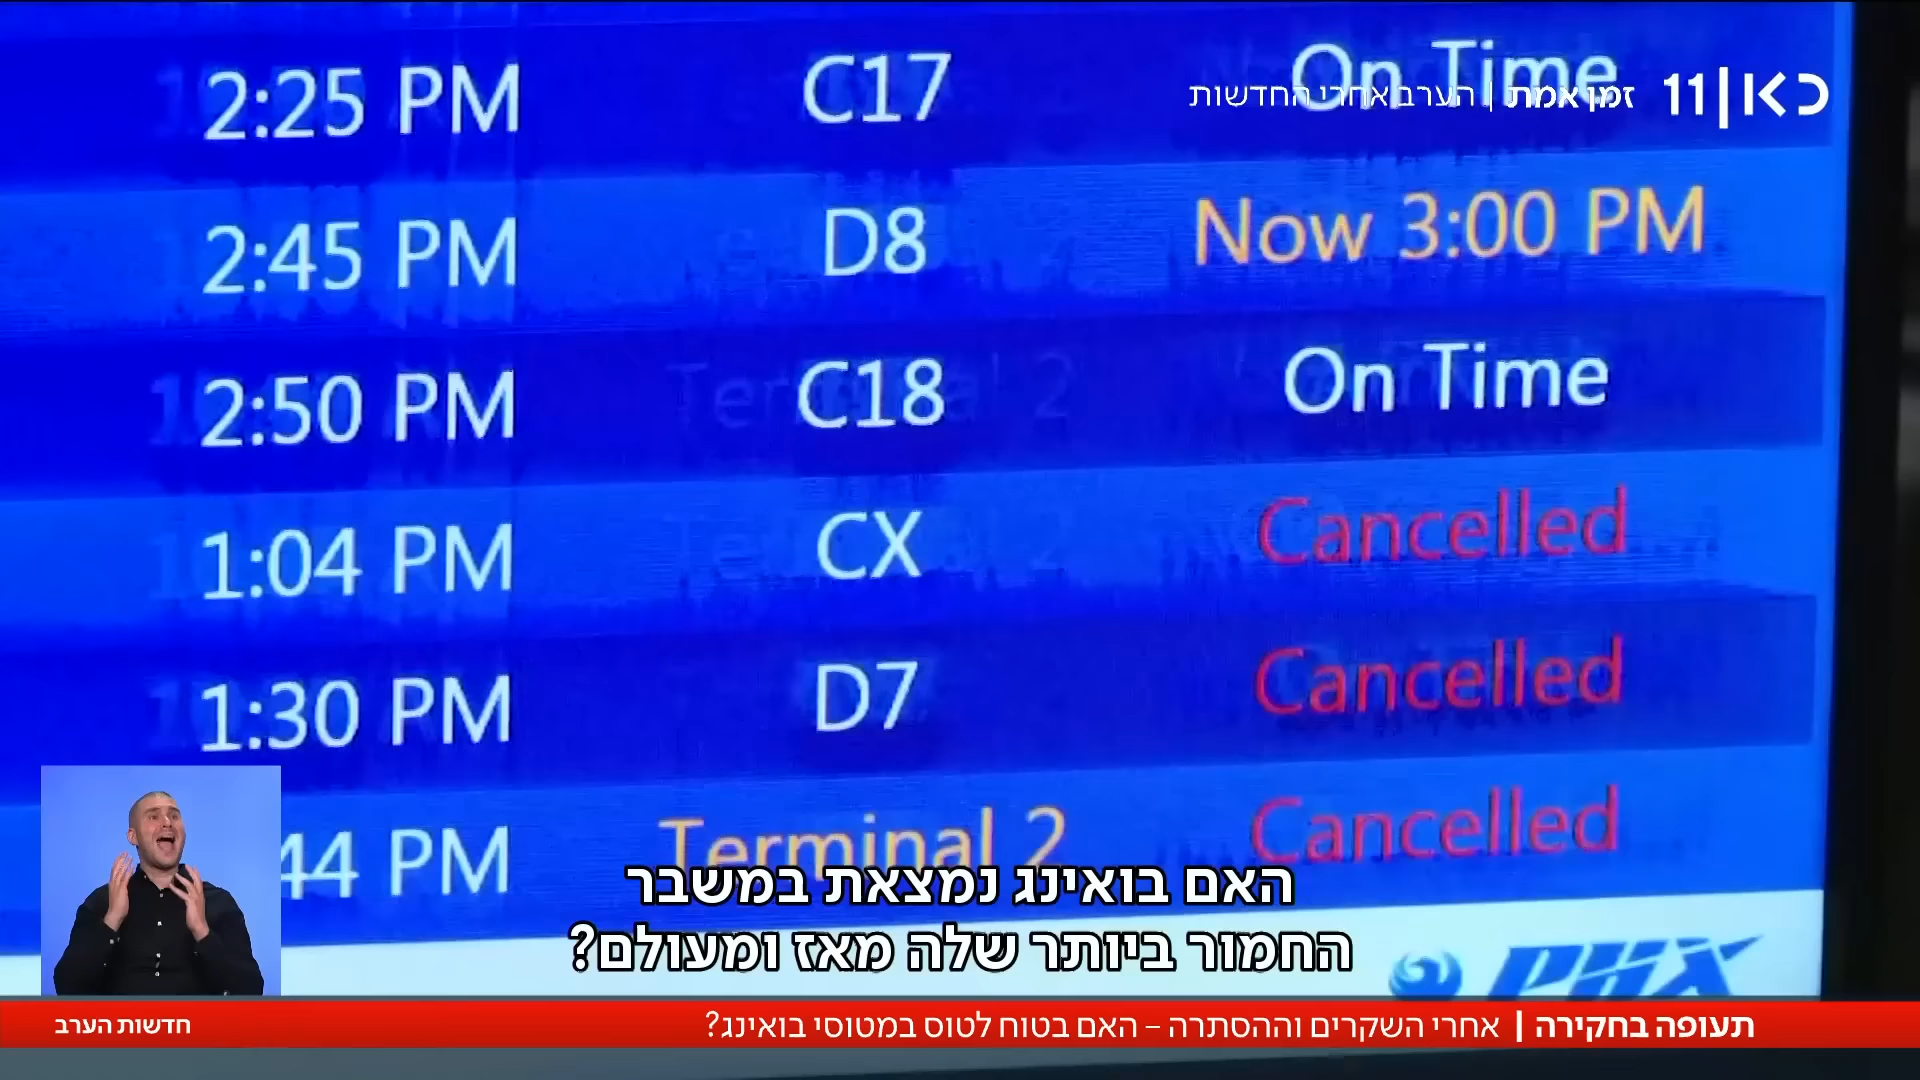 2:25 PM C17 On Time
זמן אמת | הערב אחרי החדשות
כאן|11
2:45 PM D8 Now 3:00 PM
2:50 PM C18 On Time
1:04 PM CX Cancelled
1:30 PM D7 Cancelled
44 PM Terminal 2 Cancelled
האם בואינג נמצאת במשבר
החמור ביותר שלה מאז ומעולם?
PHX
תעופה בחקירה | אחרי השקרים וההסתרה – האם בטוח לטוס במטוסי בואינג?
חדשות הערב